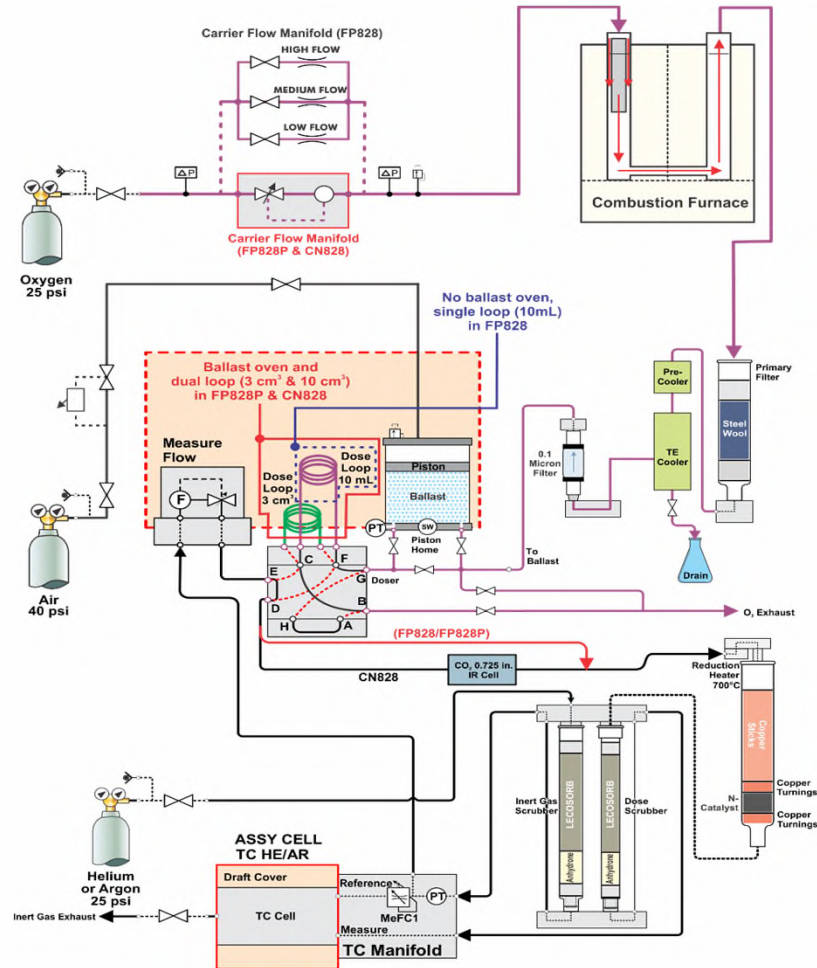 Carrier Flow Manifold (FP828)
HIGH FLOW
MEDIUM FLOW
LOW FLOW
ΔP
ΔP
Carrier Flow Manifold
(FP828P & CN828)
Oxygen
25 psi
Combustion Furnace
No ballast oven,
single loop (10mL)
in FP828
Ballast oven and
dual loop (3 cm³ & 10 cm³)
in FP828P & CN828
Measure
Flow
F
Dose
Loop
3 cm³
Dose
Loop
10 mL
Piston
Ballast
PT
SW
Piston
Home
Air
40 psi
0.1
Micron
Filter
Pre-
Cooler
TE
Cooler
Drain
Primary
Filter
Steel
Wool
To
Ballast
Doser
E
C
F
G
D
B
H
A
O₂ Exhaust
(FP828/FP828P)
CN828
CO₂ 0.725 in.
IR Cell
Reduction
Heater
700°C
Copper
Sticks
Copper
Turnings
N-
Catalyst
Copper
Turnings
Inert Gas
Scrubber
LECOSORB
Anhydrone
LECOSORB
Anhydrone
Dose
Scrubber
Helium
or Argon
25 psi
ASSY CELL
TC HE/AR
Draft Cover
TC Cell
Reference
MeFC1
PT
Measure
TC Manifold
Inert Gas Exhaust